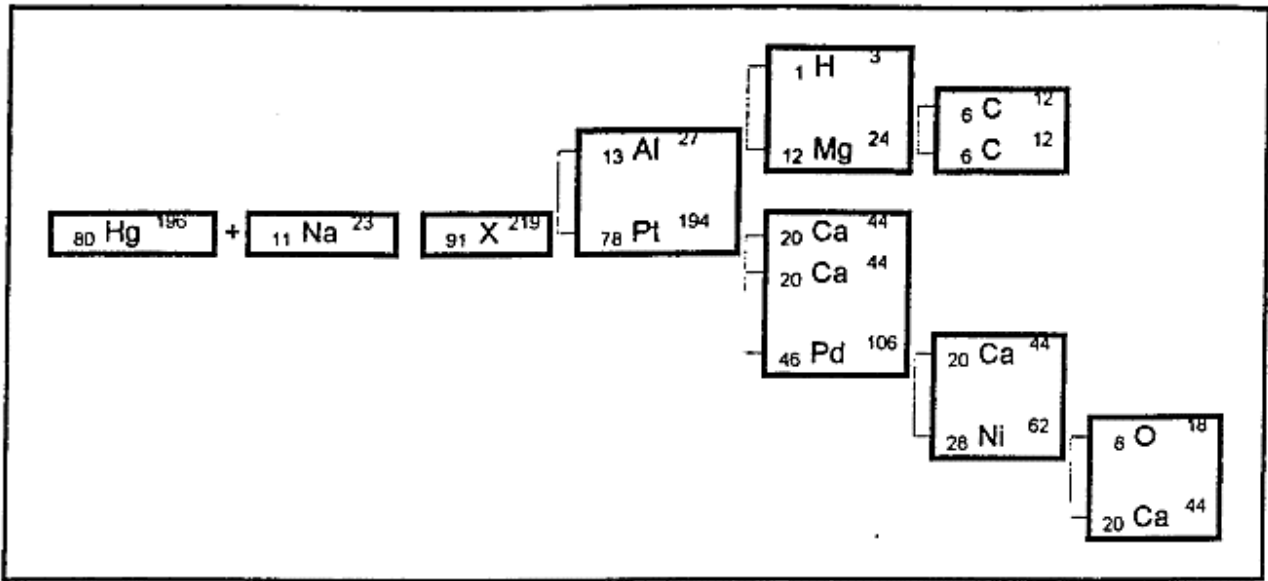 1 H 3
12 Mg 24
6 C 12
6 C 12
13 Al 27
78 Pt 194
80 Hg 196 + 11 Na 23 91 X 219
20 Ca 44
20 Ca 44
46 Pd 106
20 Ca 44
28 Ni 62
8 O 18
20 Ca 44